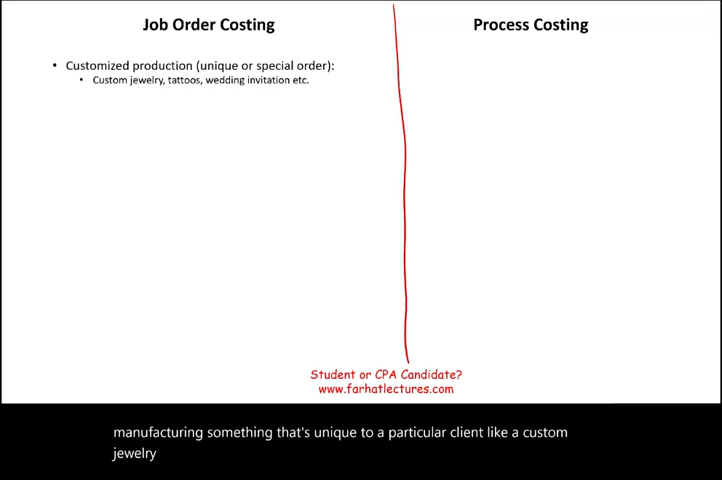 Job Order Costing
Process Costing
• Customized production (unique or special order):
• Custom jewelry, tattoos, wedding invitation etc.
Student or CPA Candidate?
www.farhatlectures.com
manufacturing something that's unique to a particular client like a custom
jewelry